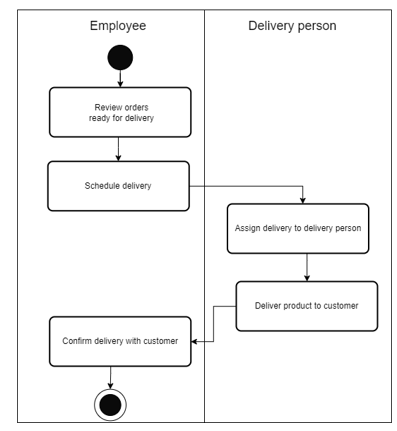 Employee
Delivery person
Review orders
ready for delivery
Schedule delivery
Assign delivery to delivery person
Deliver product to customer
Confirm delivery with customer